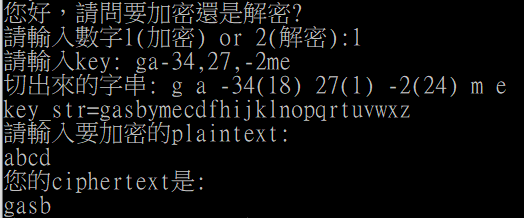 您好，請問要加密還是解密?
請輸入數字1(加密) or 2(解密):1
請輸入key: ga-34,27,-2me
切出來的字串: g a -34(18) 27(1) -2(24) m e
key_str=gasbymecdfhijklnopqrtuvwxz
請輸入要加密的plaintext:
abcd
您的ciphertext是:
gasb